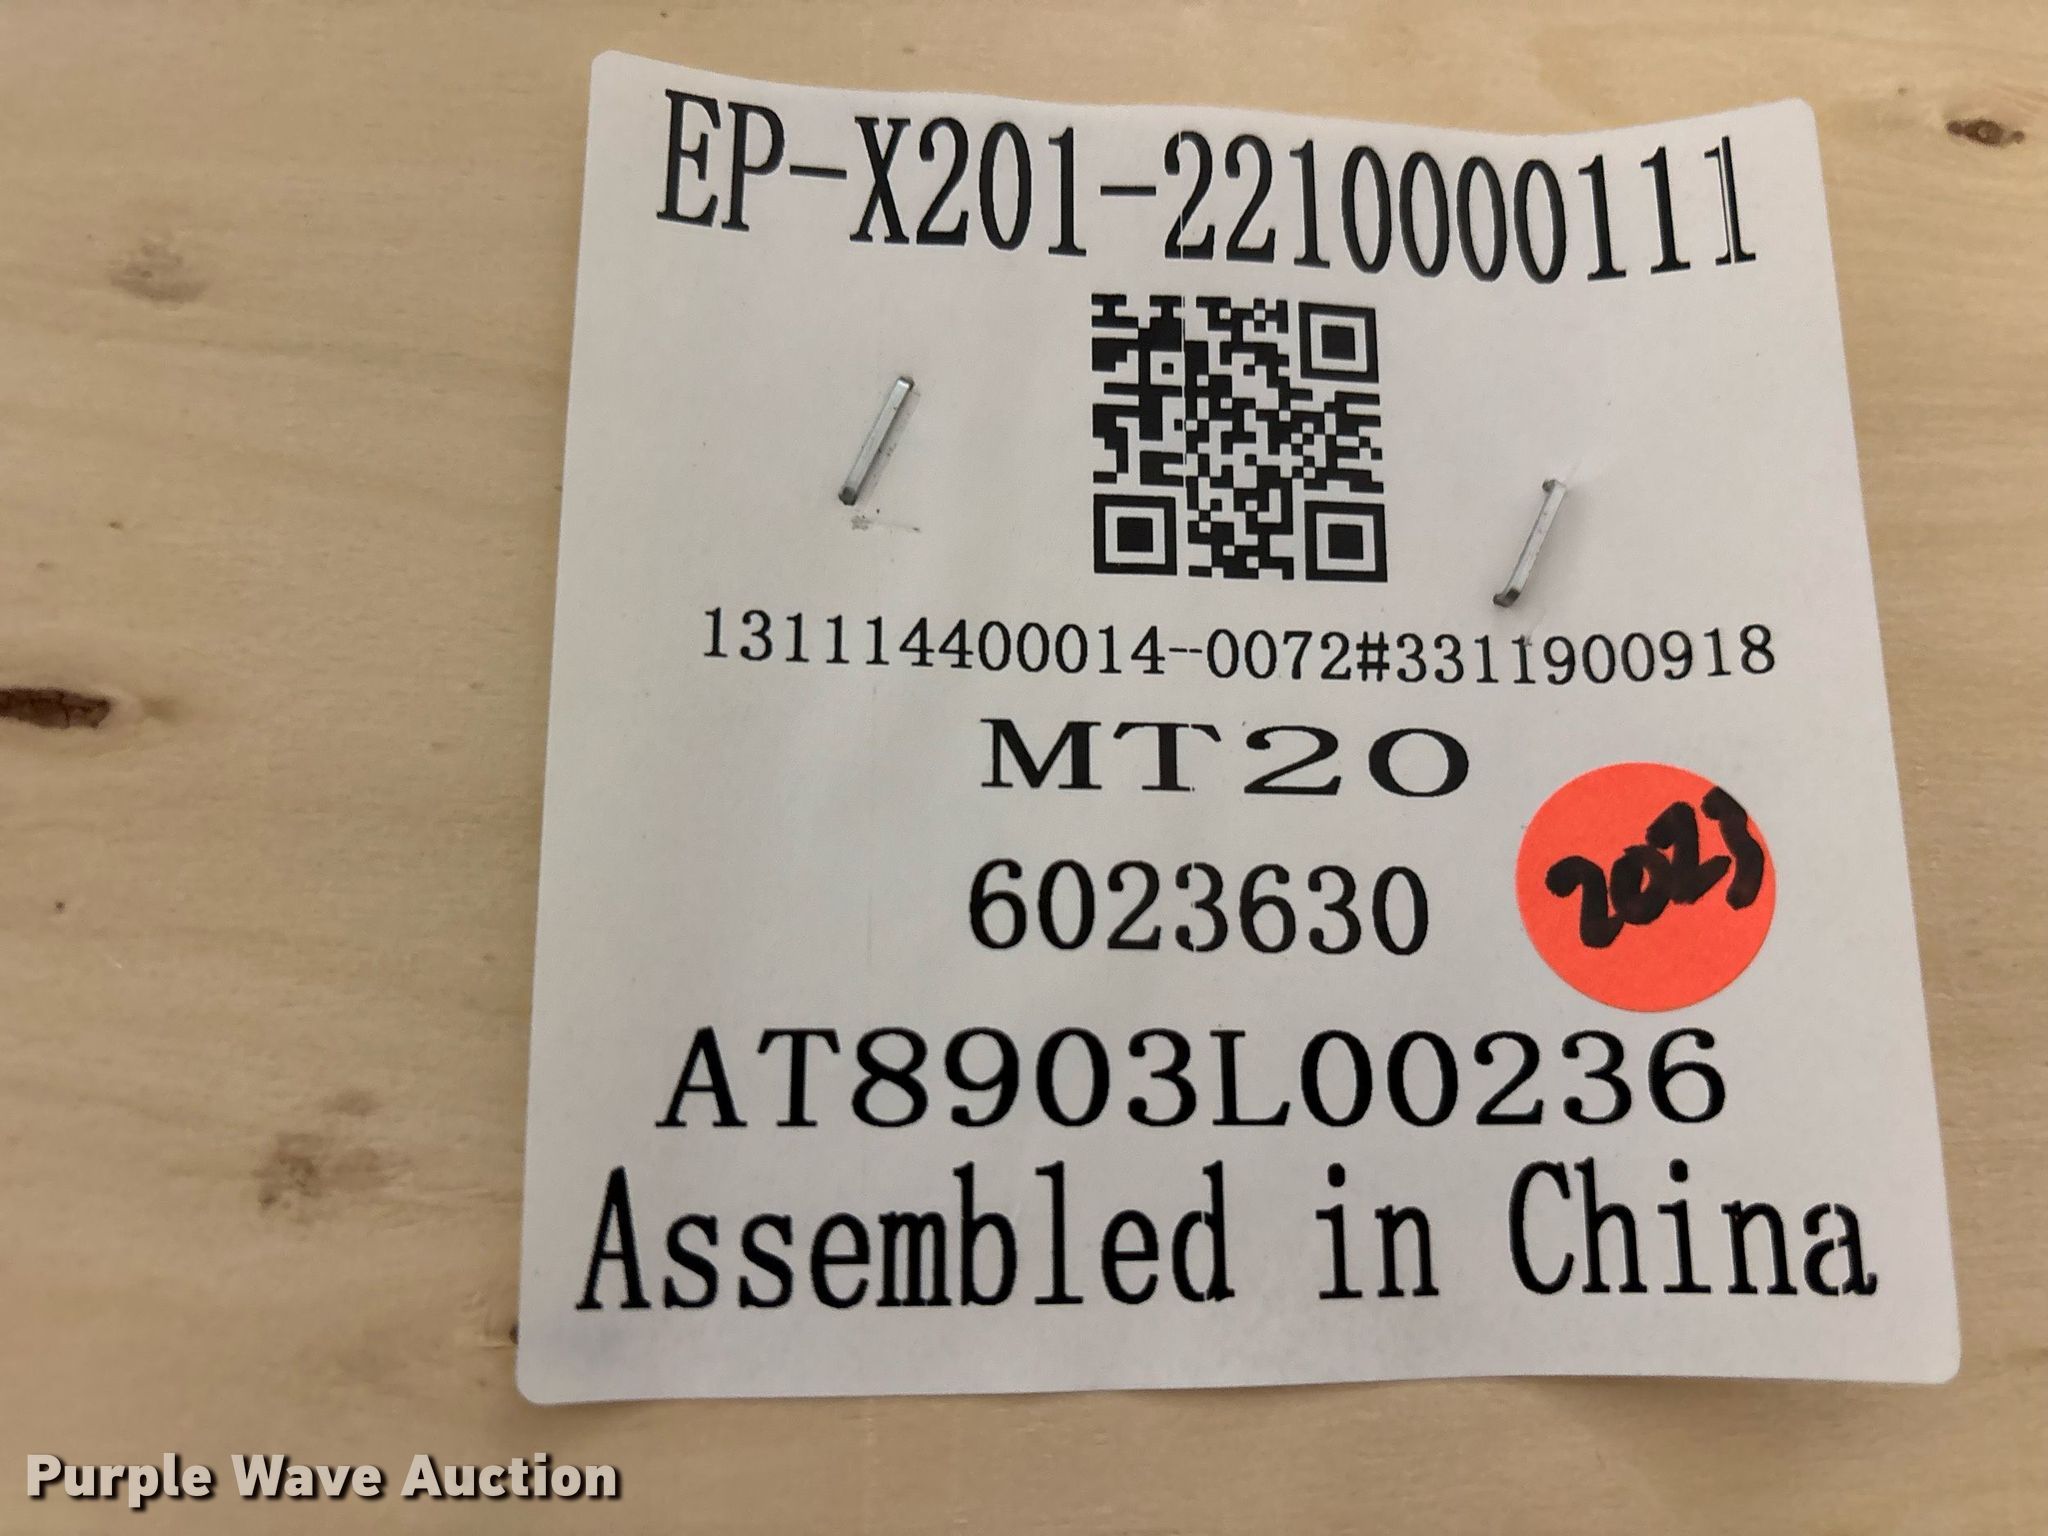 EP-X201-2210000111
131114400014--0072#3311900918
MT20
6023630
2023
AT8903L00236
Assembled in China
Purple Wave Auction